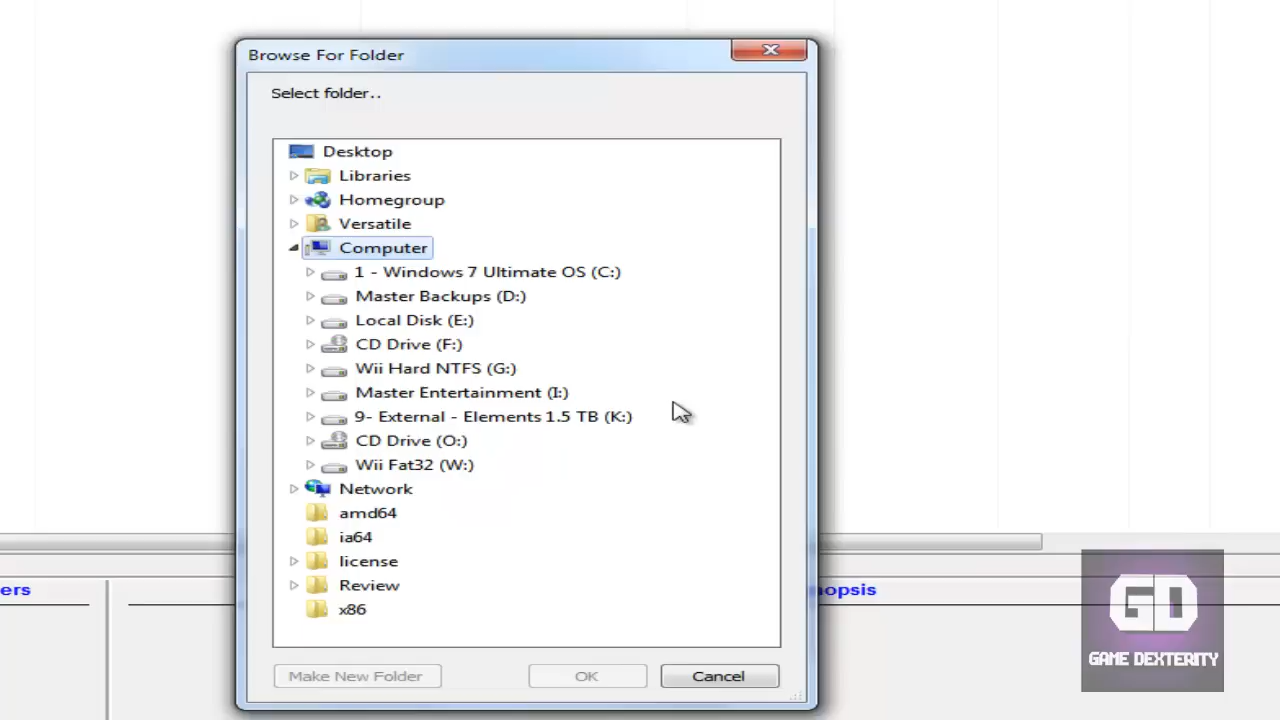 Browse For Folder
Select folder..
Desktop
Libraries
Homegroup
Versatile
Computer
1 - Windows 7 Ultimate OS (C:)
Master Backups (D:)
Local Disk (E:)
CD Drive (F:)
Wii Hard NTFS (G:)
Master Entertainment (I:)
9- External - Elements 1.5 TB (K:)
CD Drive (O:)
Wii Fat32 (W:)
Network
amd64
ia64
license
Review
x86
ers
nopsis
Make New Folder OK Cancel
GD
GAME DEXTERITY